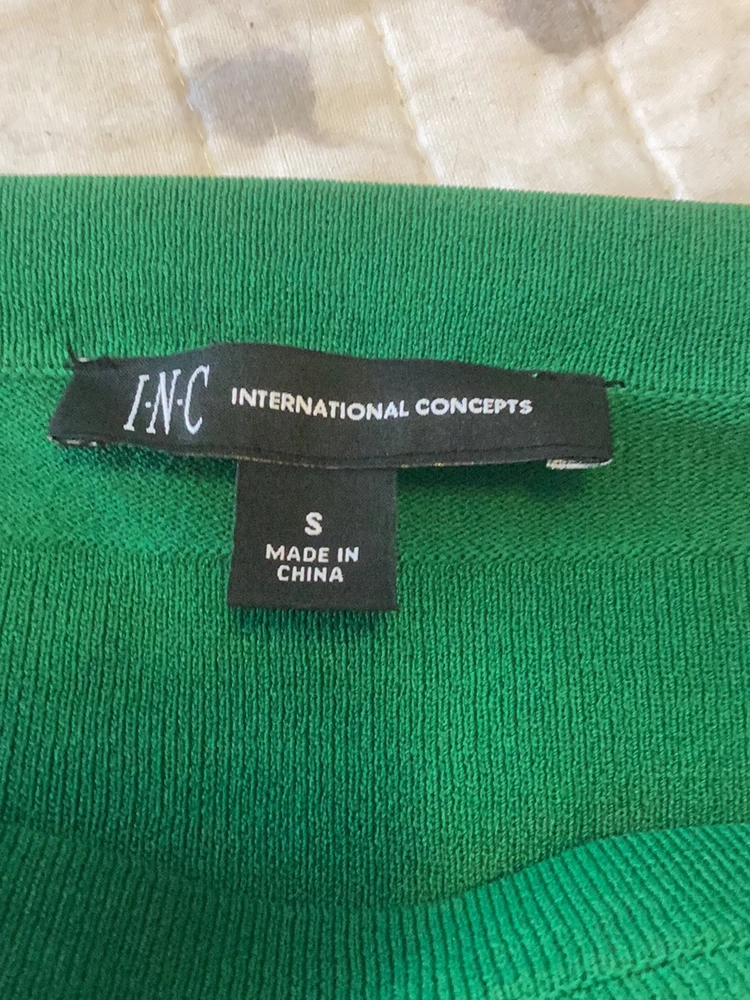 I·N·C INTERNATIONAL CONCEPTS
S
MADE IN
CHINA